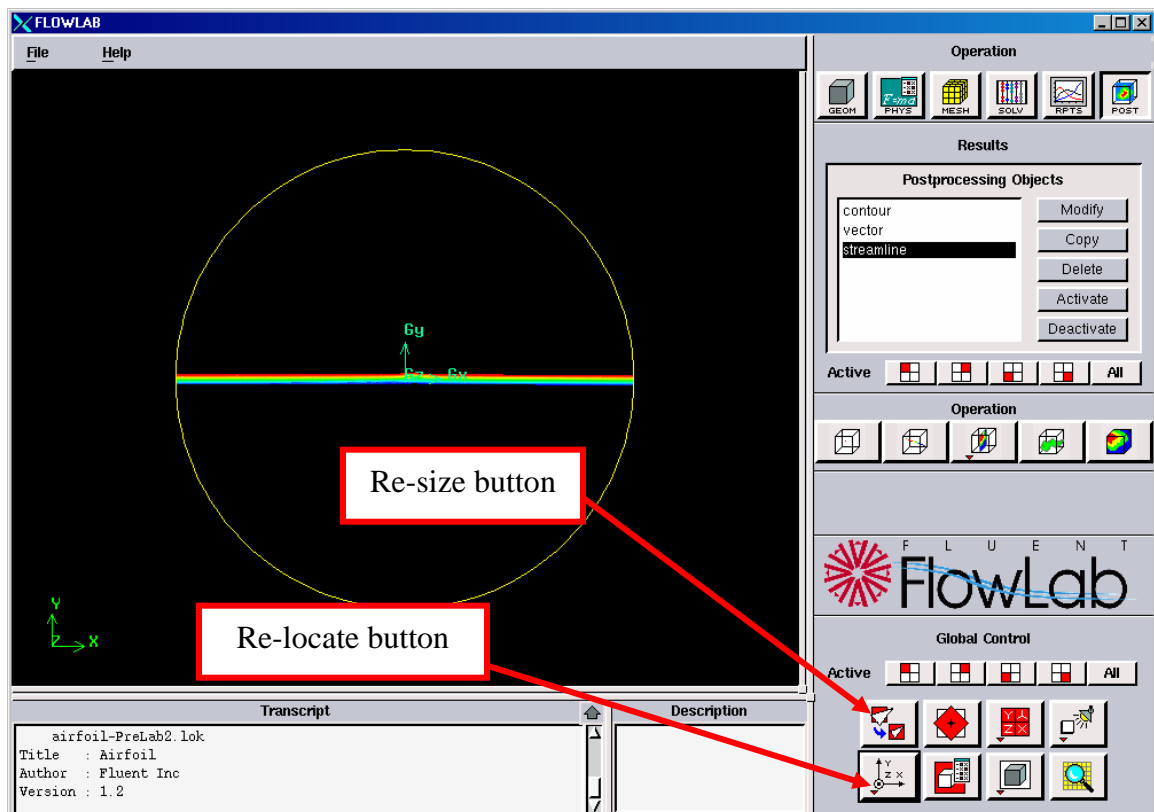 FLOWLAB
File Help
Operation
GEOM PHYS MESH SOLV RPTS POST
F=ma
Results
Postprocessing Objects
contour
vector
streamline
Modify
Copy
Delete
Activate
Deactivate
Active All
Operation
Gy
Gz Gx
Re-size button
FLUENT
FlowLab
Re-locate button
Y
Z X
Global Control
Active All
Y
Z X
Y
Z X
Transcript
airfoil-PreLab2.lok
Title : Airfoil
Author : Fluent Inc
Version : 1.2
Description